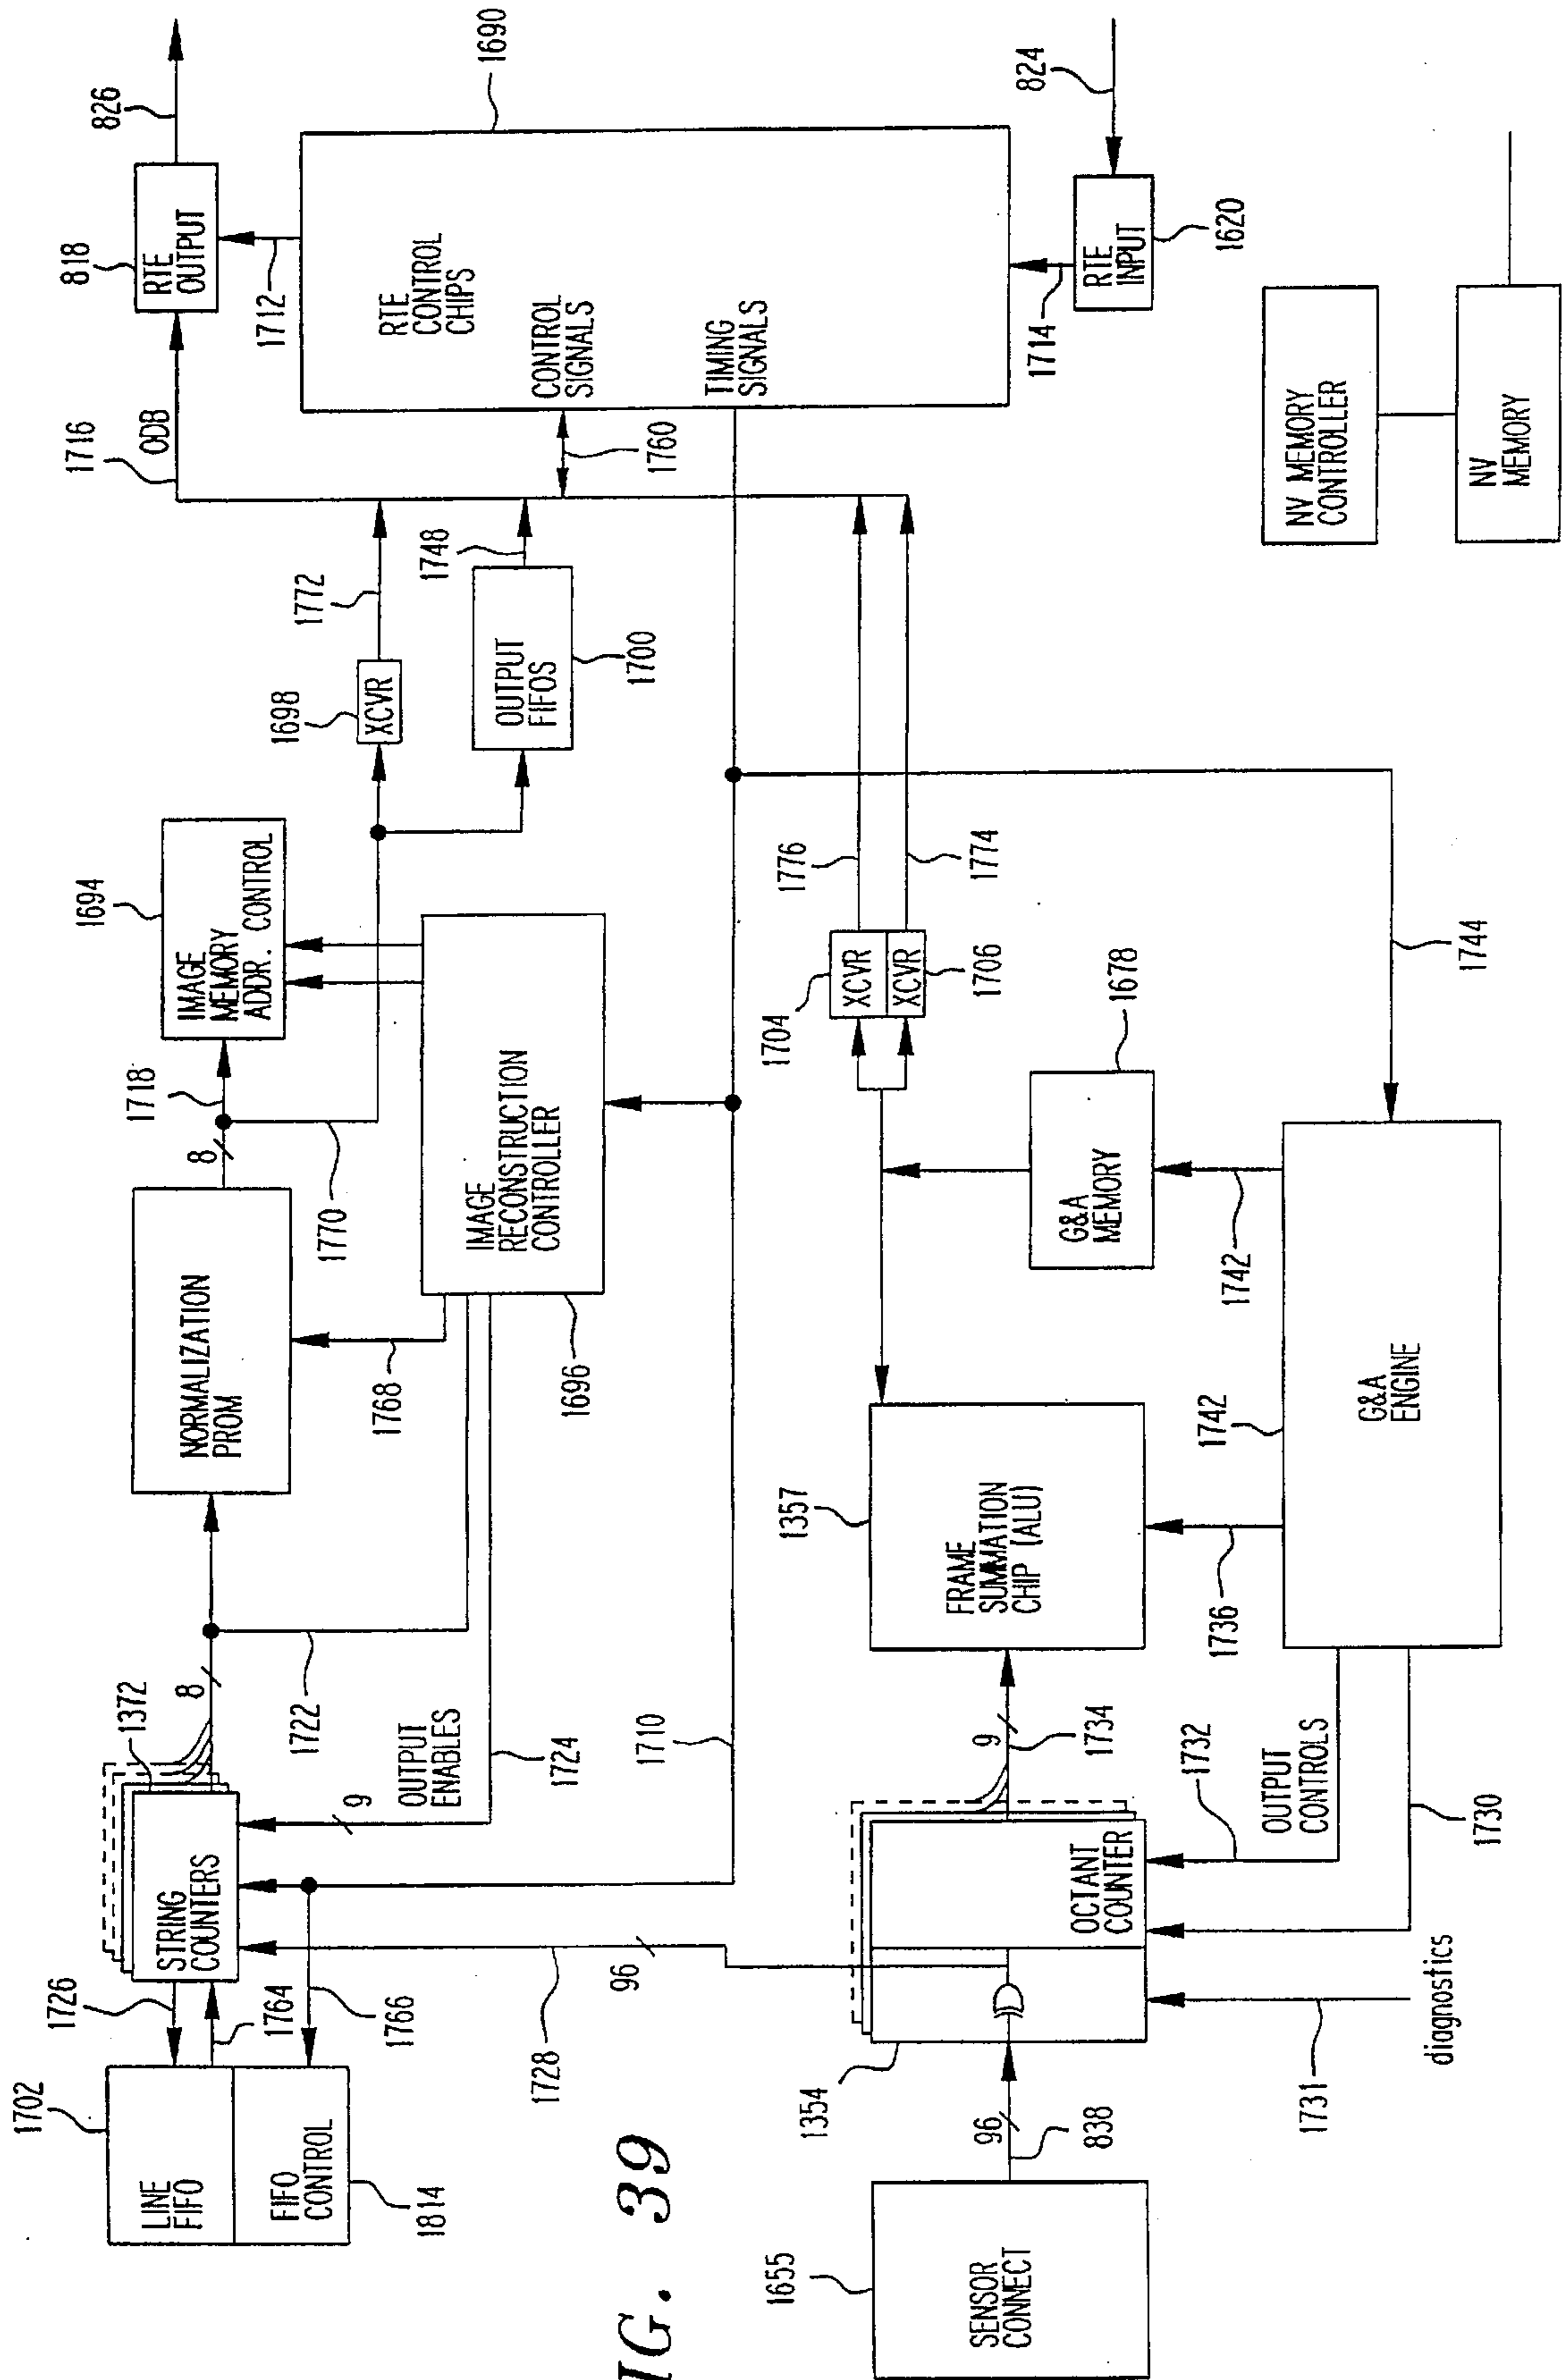 826
818
RTE
OUTPUT
1712
1690
RTE
CONTROL
CHIPS
CONTROL
SIGNALS
TIMING
SIGNALS
824
RTE
INPUT
1620
1714
1716
ODB
1760
NV MEMORY
CONTROLLER
NV
MEMORY
1772
1748
1698
XCVR
OUTPUT
FIFOS
1700
1694
IMAGE
MEMORY
ADDR. CONTROL
1718
8
1770
IMAGE
RECONSTRUCTION
CONTROLLER
1696
1768
NORMALIZATION
PROM
1776
1774
1704
XCVR
XCVR
1706
1744
1678
G&A
MEMORY
1742
1742
G&A
ENGINE
1736
1357
FRAME
SUMMATION
CHIP (ALU)
1372
8
1722
STRING
COUNTERS
9
OUTPUT
ENABLES
1724
1710
1726
1764
1766
1728
96
1702
LINE
FIFO
FIFO
CONTROL
1814
9
1734
1732
OUTPUT
CONTROLS
1730
OCTANT
COUNTER
1354
1731
diagnostics
96
838
1655
SENSOR
CONNECT
IG. 39